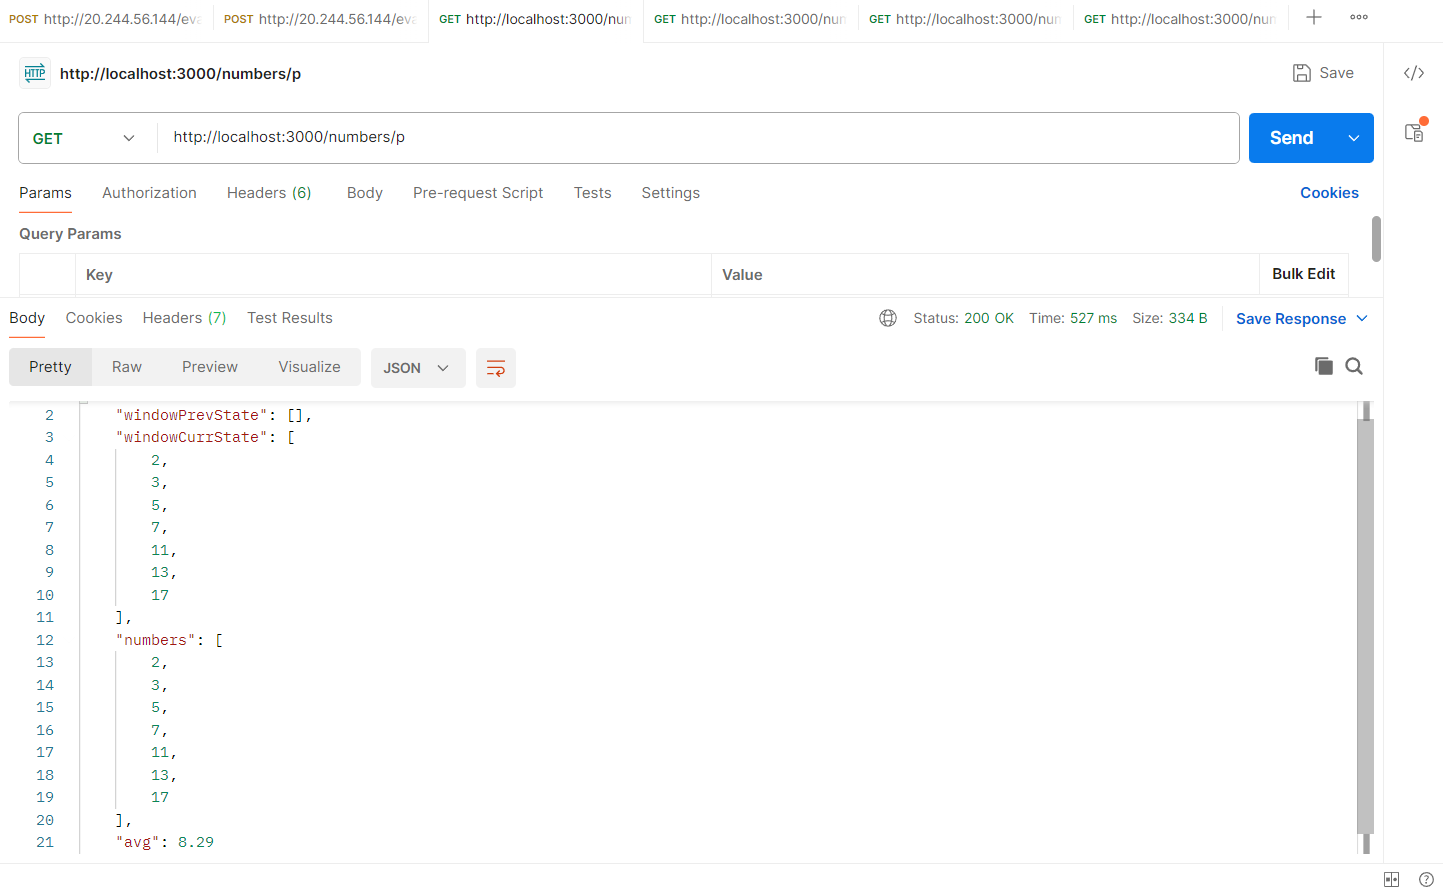 POST http://20.244.56.144/eva POST http://20.244.56.144/eva GET http://localhost:3000/num GET http://localhost:3000/num GET http://localhost:3000/num GET http://localhost:3000/num
HTTP http://localhost:3000/numbers/p Save
GET http://localhost:3000/numbers/p Send
Params Authorization Headers (6) Body Pre-request Script Tests Settings Cookies
Query Params
Key Value Bulk Edit
Body Cookies Headers (7) Test Results Status: 200 OK Time: 527 ms Size: 334 B Save Response
Pretty Raw Preview Visualize JSON
2 "windowPrevState": [],
3 "windowCurrState": [
4 2,
5 3,
6 5,
7 7,
8 11,
9 13,
10 17
11 ],
12 "numbers": [
13 2,
14 3,
15 5,
16 7,
17 11,
18 13,
19 17
20 ],
21 "avg": 8.29